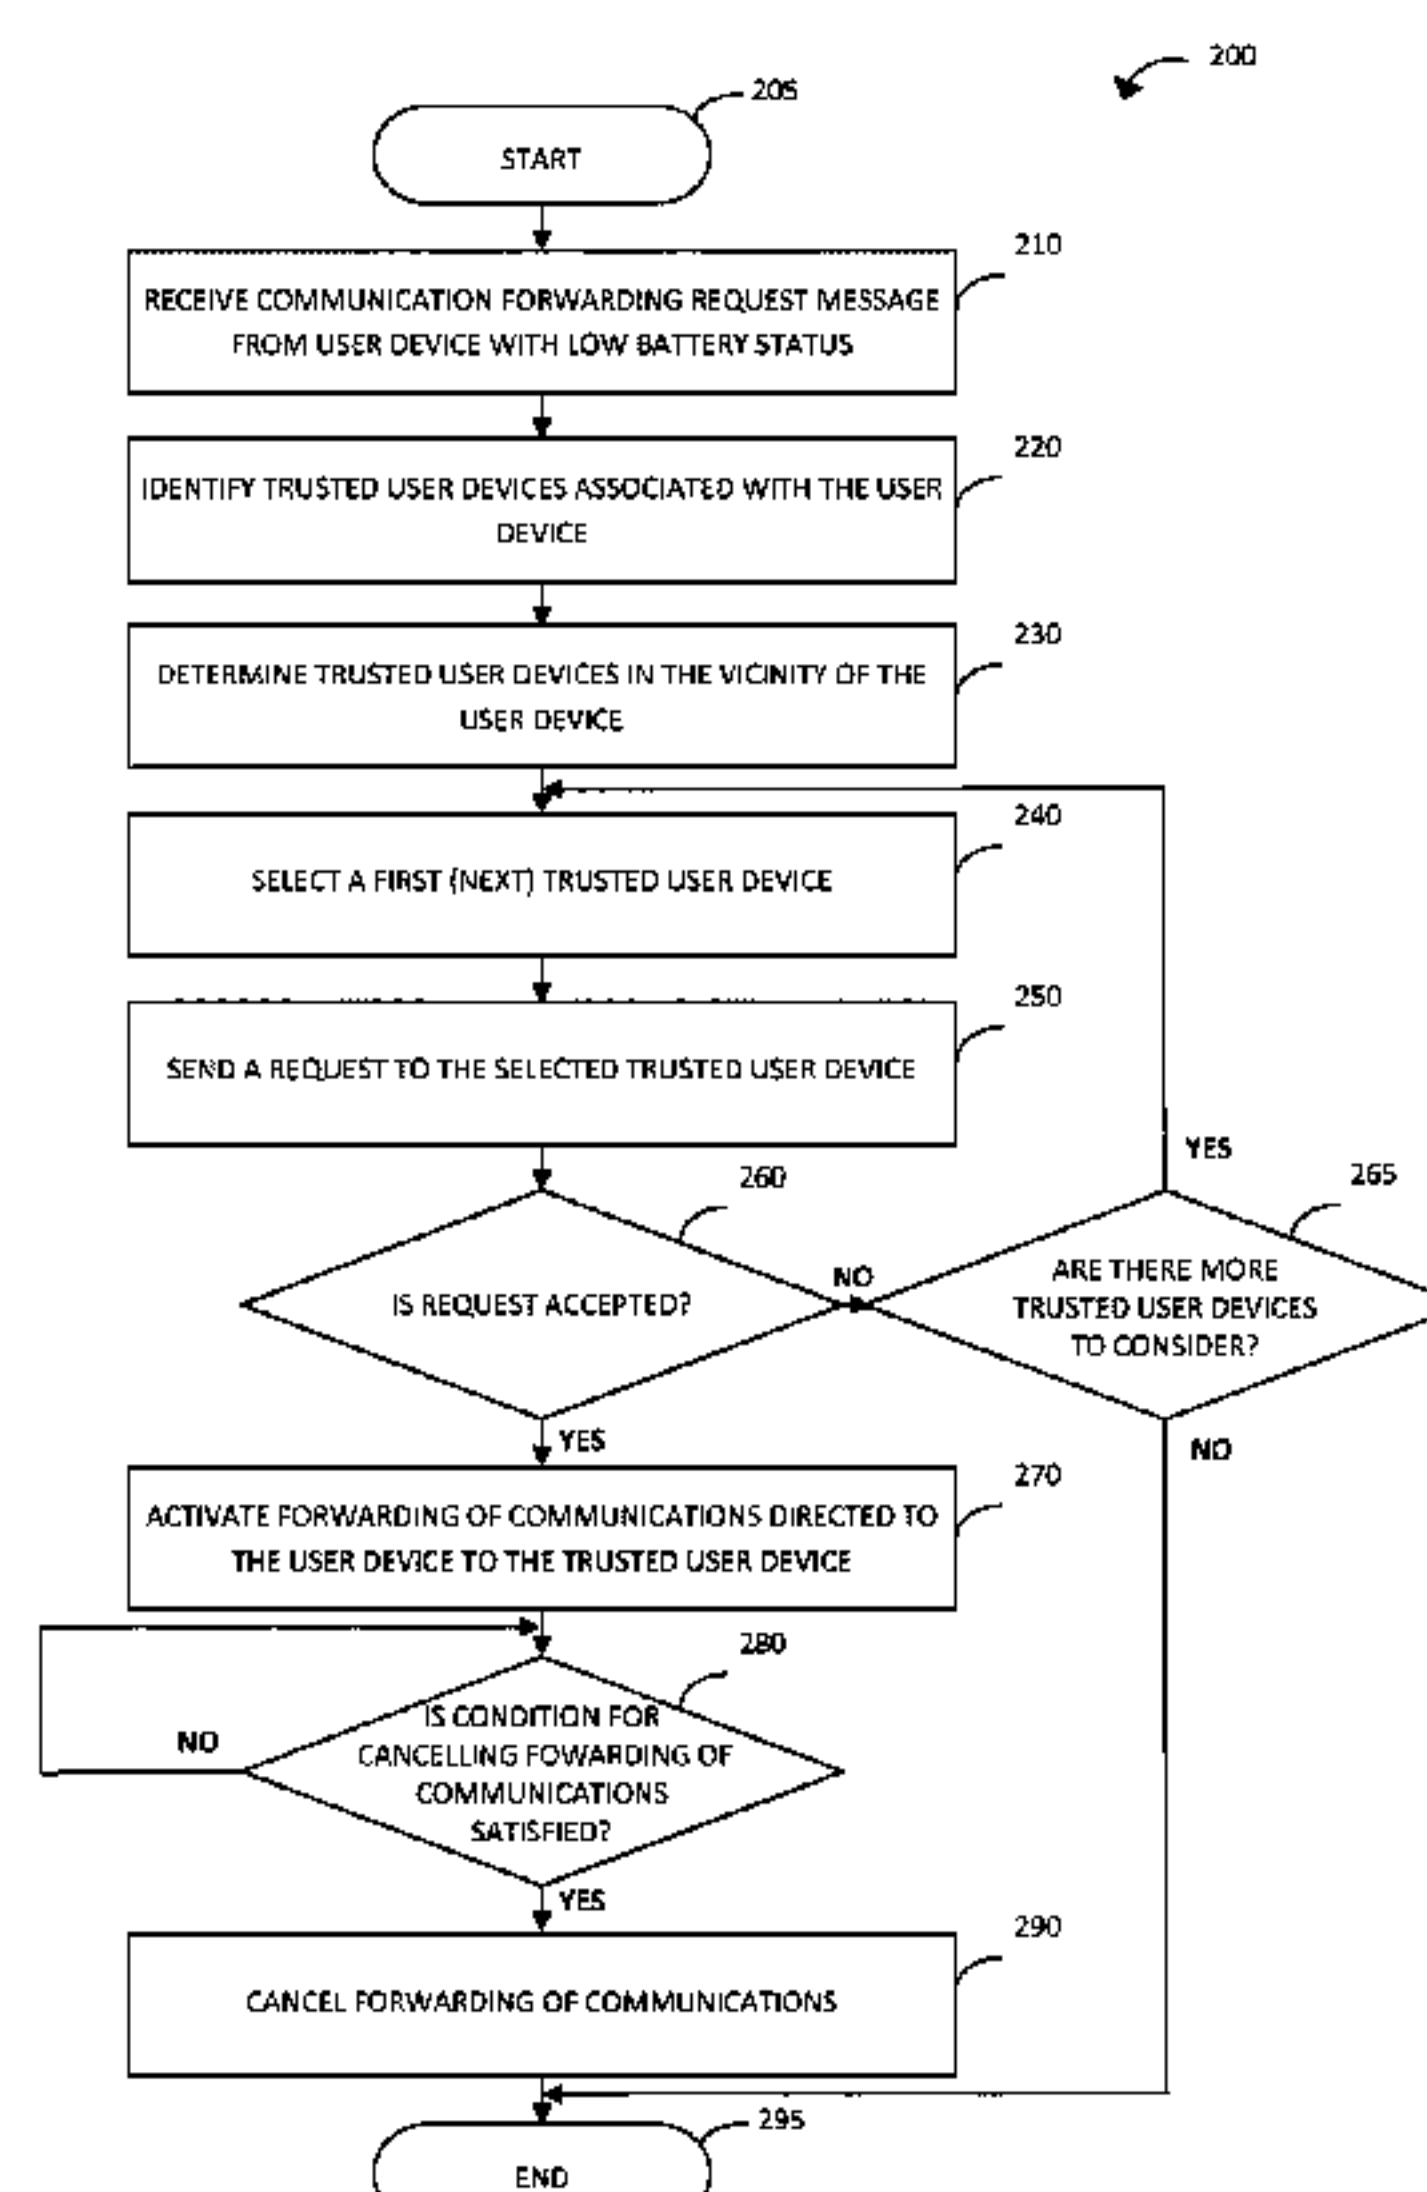 200
205
START
210
RECEIVE COMMUNICATION FORWARDING REQUEST MESSAGE
FROM USER DEVICE WITH LOW BATTERY STATUS
220
IDENTIFY TRUSTED USER DEVICES ASSOCIATED WITH THE USER
DEVICE
230
DETERMINE TRUSTED USER DEVICES IN THE VICINITY OF THE
USER DEVICE
240
SELECT A FIRST (NEXT) TRUSTED USER DEVICE
250
SEND A REQUEST TO THE SELECTED TRUSTED USER DEVICE
260
IS REQUEST ACCEPTED?
NO
YES
265
ARE THERE MORE
TRUSTED USER DEVICES
TO CONSIDER?
YES
NO
270
ACTIVATE FORWARDING OF COMMUNICATIONS DIRECTED TO
THE USER DEVICE TO THE TRUSTED USER DEVICE
280
IS CONDITION FOR
CANCELLING FOWARDING OF
COMMUNICATIONS
SATISFIED?
NO
YES
290
CANCEL FORWARDING OF COMMUNICATIONS
295
END